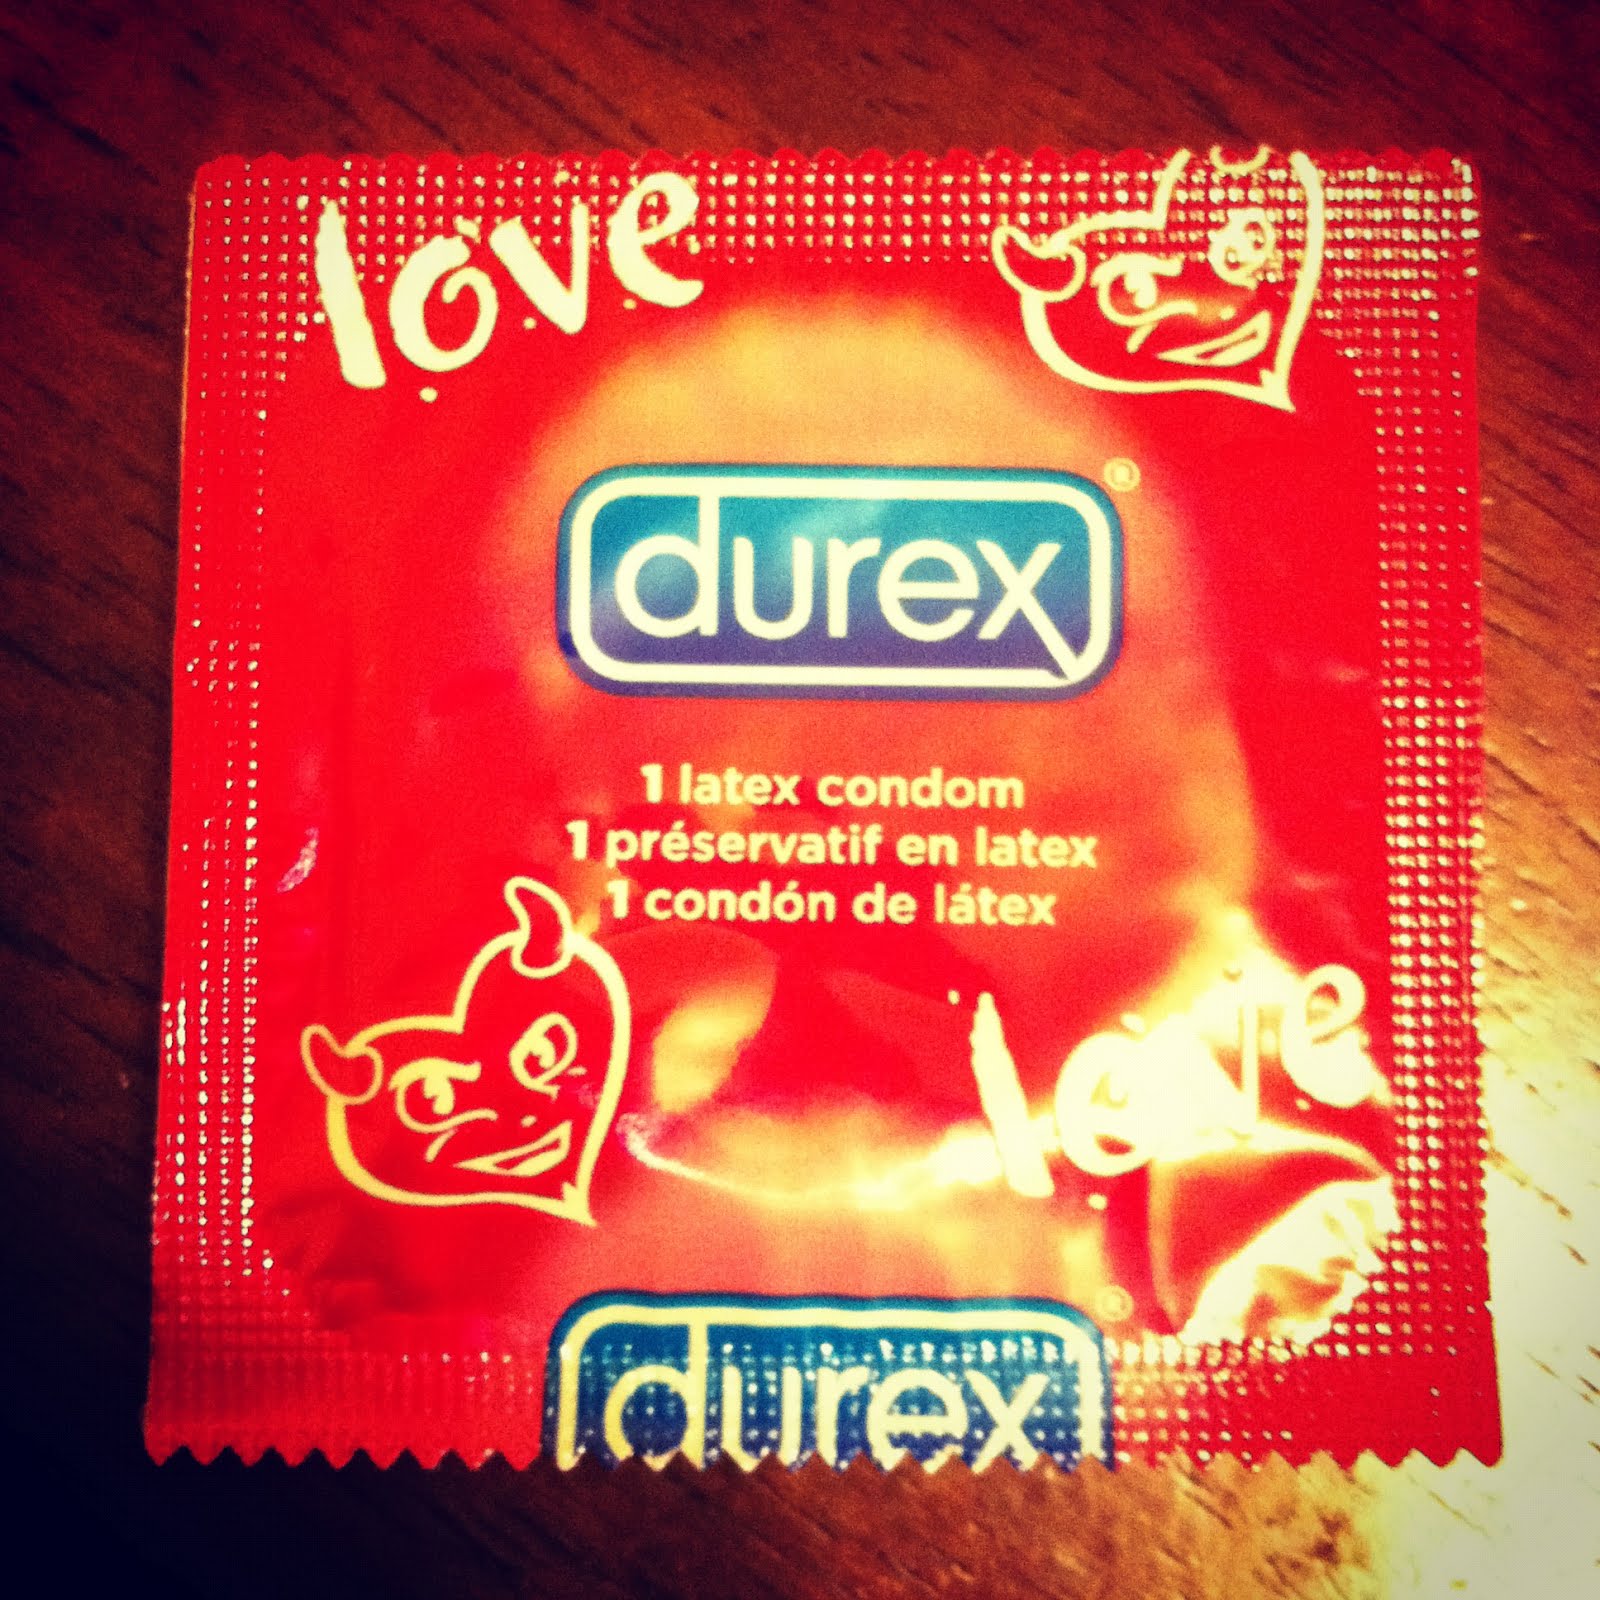 love
durex®
1 latex condom
1 préservatif en latex
1 condón de látex
love
durex®